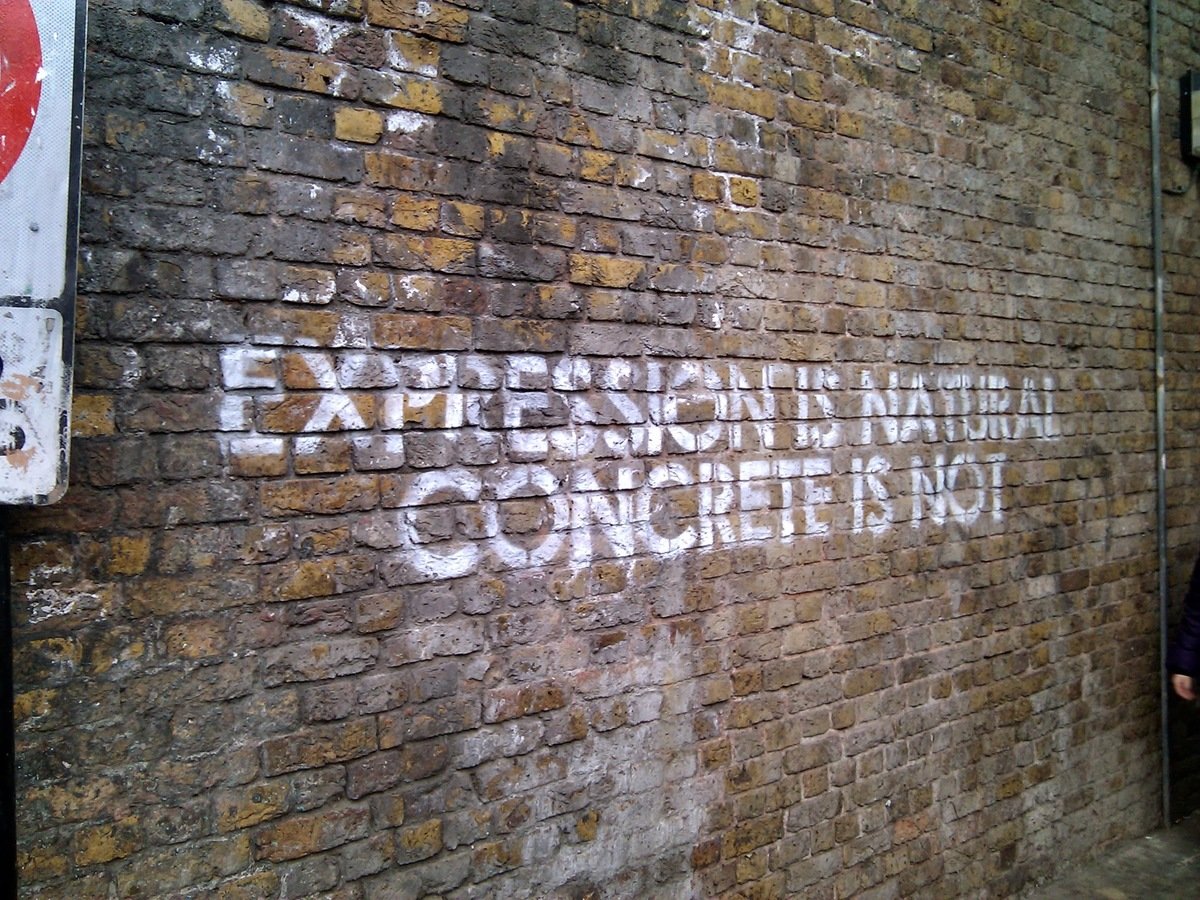 EXPRESSION IS NATURAL
CONCRETE IS NOT